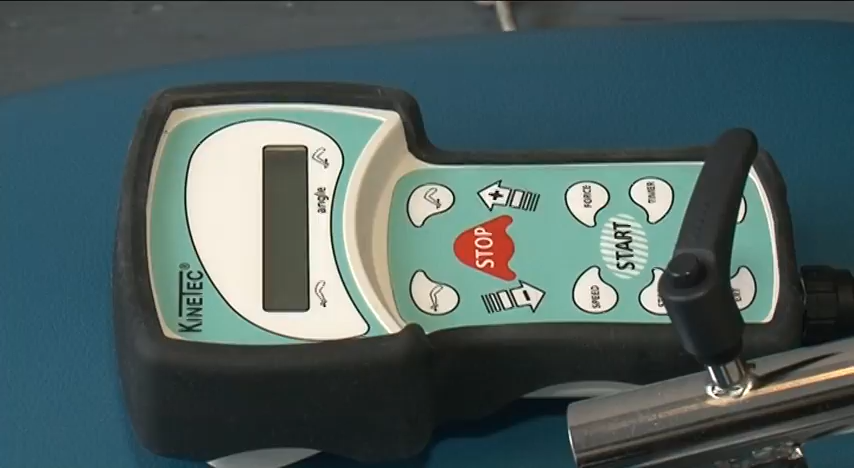 KINETEC®
angle
+
STOP
-
FORCE
TIMER
START
SPEED